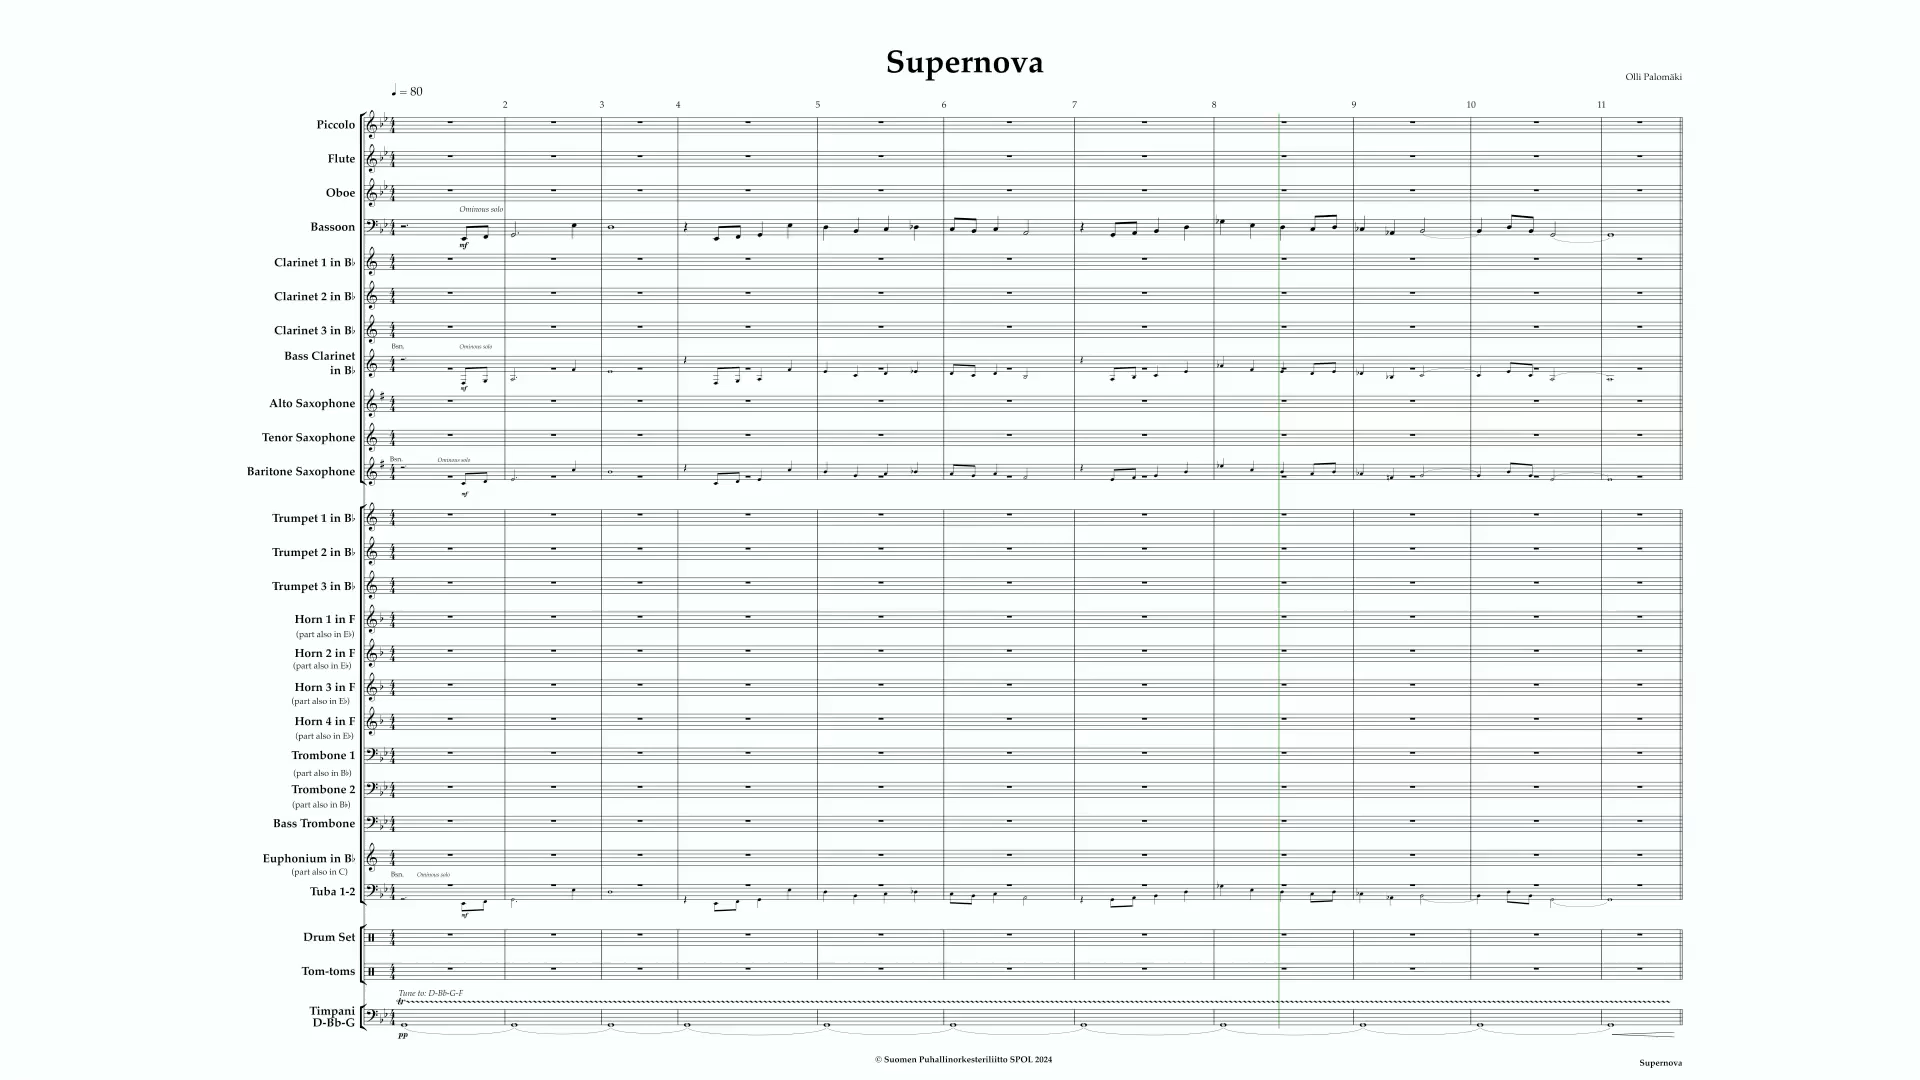 Supernova
Olli Palomäki
♩ = 80
2 3 4 5 6 7 8 9 10 11
Piccolo
Flute
Oboe
Ominous solo
Bassoon
mf
Clarinet 1 in B♭
Clarinet 2 in B♭
Clarinet 3 in B♭
Bsn. Ominous solo
Bass Clarinet
in B♭
mf
Alto Saxophone
Tenor Saxophone
Bsn. Ominous solo
Baritone Saxophone
mf
Trumpet 1 in B♭
Trumpet 2 in B♭
Trumpet 3 in B♭
Horn 1 in F
(part also in E♭)
Horn 2 in F
(part also in E♭)
Horn 3 in F
(part also in E♭)
Horn 4 in F
(part also in E♭)
Trombone 1
(part also in B♭)
Trombone 2
(part also in B♭)
Bass Trombone
Euphonium in B♭
(part also in C)
Bsn. Ominous solo
Tuba 1-2
mf
Drum Set
Tom-toms
Tune to: D-Bb-G-F
tr
Timpani
D-Bb-G
pp
© Suomen Puhallinorkesteriliitto SPOL 2024
Supernova